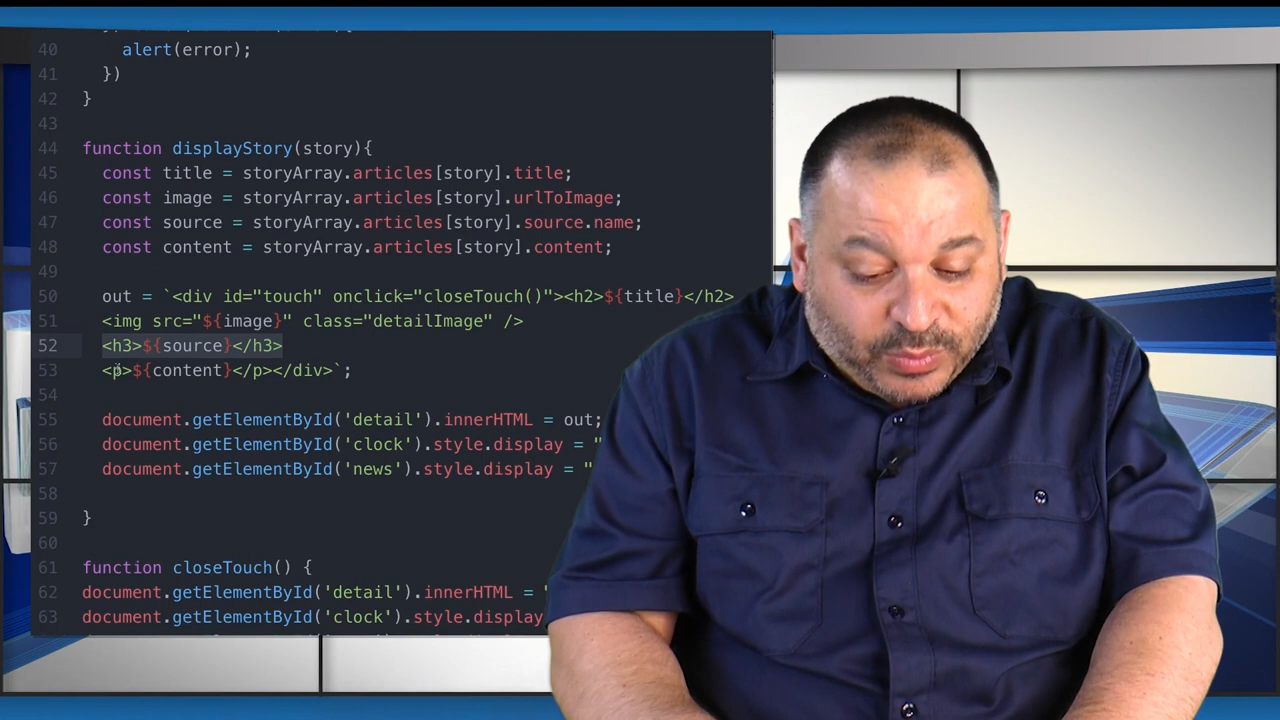 40 alert(error);
41 })
42 }
43
44 function displayStory(story){
45 const title = storyArray.articles[story].title;
46 const image = storyArray.articles[story].urlToImage;
47 const source = storyArray.articles[story].source.name;
48 const content = storyArray.articles[story].content;
49
50 out = `<div id="touch" onclick="closeTouch()"><h2>${title}</h2>
51 <img src="${image}" class="detailImage" />
52 <h3>${source}</h3>
53 <p>${content}</p></div>`;
54
55 document.getElementById('detail').innerHTML = out;
56 document.getElementById('clock').style.display = "
57 document.getElementById('news').style.display = "
58
59 }
60
61 function closeTouch() {
62 document.getElementById('detail').innerHTML = '
63 document.getElementById('clock').style.display